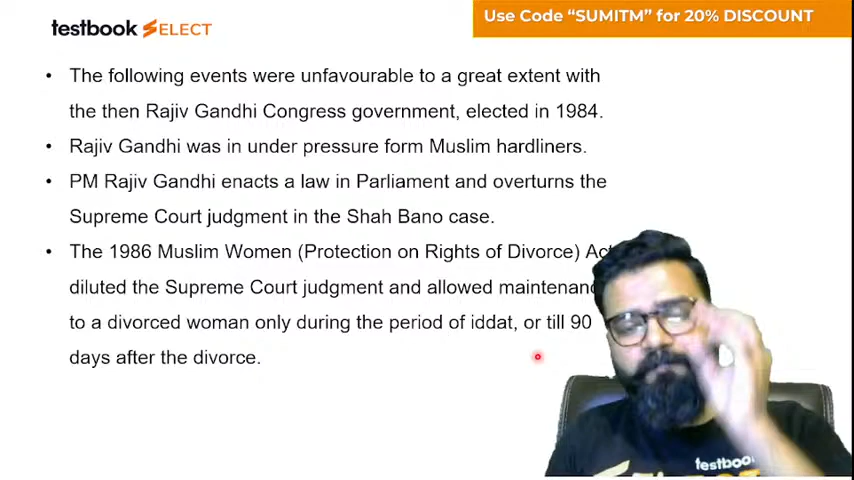 testbook SELECT
Use Code “SUMITM” for 20% DISCOUNT
• The following events were unfavourable to a great extent with
the then Rajiv Gandhi Congress government, elected in 1984.
• Rajiv Gandhi was in under pressure form Muslim hardliners.
• PM Rajiv Gandhi enacts a law in Parliament and overturns the
Supreme Court judgment in the Shah Bano case.
• The 1986 Muslim Women (Protection on Rights of Divorce) Act
diluted the Supreme Court judgment and allowed
to a divorced woman only during the period of iddat, or till 90
days after the divorce.
testbook